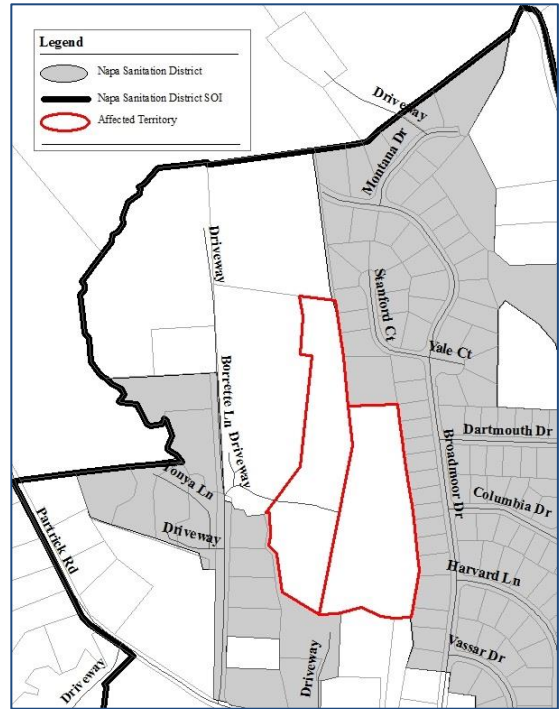 Legend
Napa Sanitation District
Napa Sanitation District SOI
Affected Territory
Driveway
Montana Dr
Driveway
Stanford Ct
Yale Ct
Borrette Ln
Driveway
Broadmoor Dr
Dartmouth Dr
Tonya Ln
Columbia Dr
Driveway
Partrick Rd
Harvard Ln
Vassar Dr
Driveway
Driveway